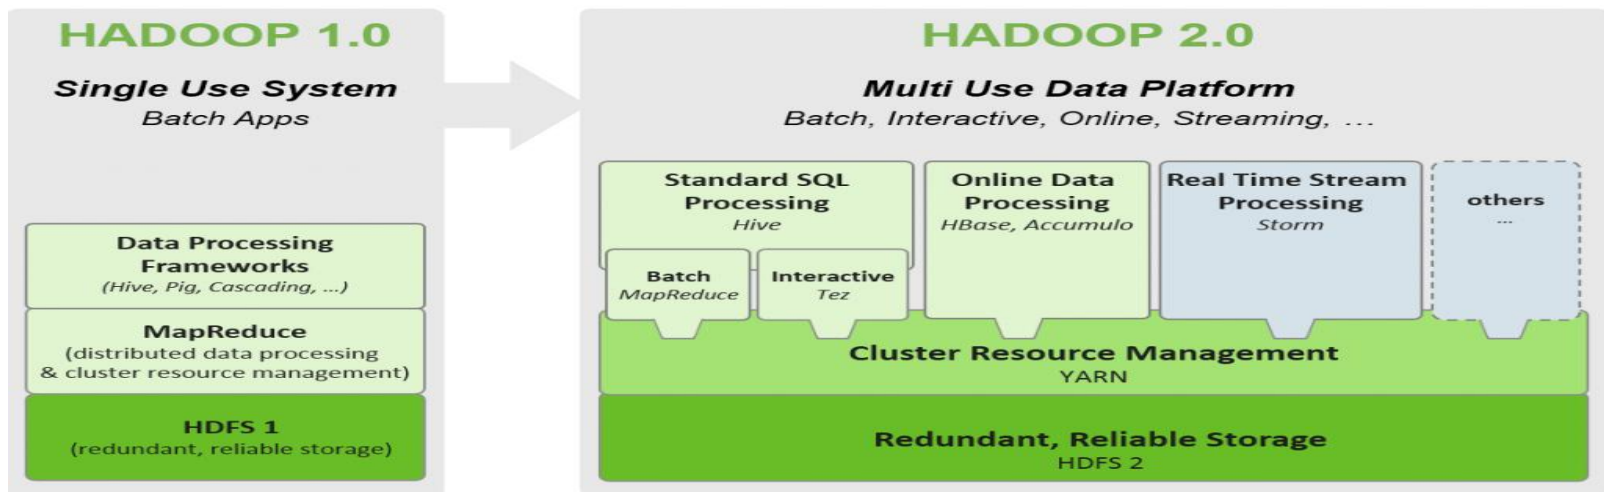 HADOOP 1.0
Single Use System
Batch Apps
Data Processing
Frameworks
(Hive, Pig, Cascading, ...)
MapReduce
(distributed data processing
& cluster resource management)
HDFS 1
(redundant, reliable storage)
HADOOP 2.0
Multi Use Data Platform
Batch, Interactive, Online, Streaming, ...
Standard SQL
Processing
Hive
Batch
MapReduce
Interactive
Tez
Online Data
Processing
HBase, Accumulo
Real Time Stream
Processing
Storm
others
...
Cluster Resource Management
YARN
Redundant, Reliable Storage
HDFS 2